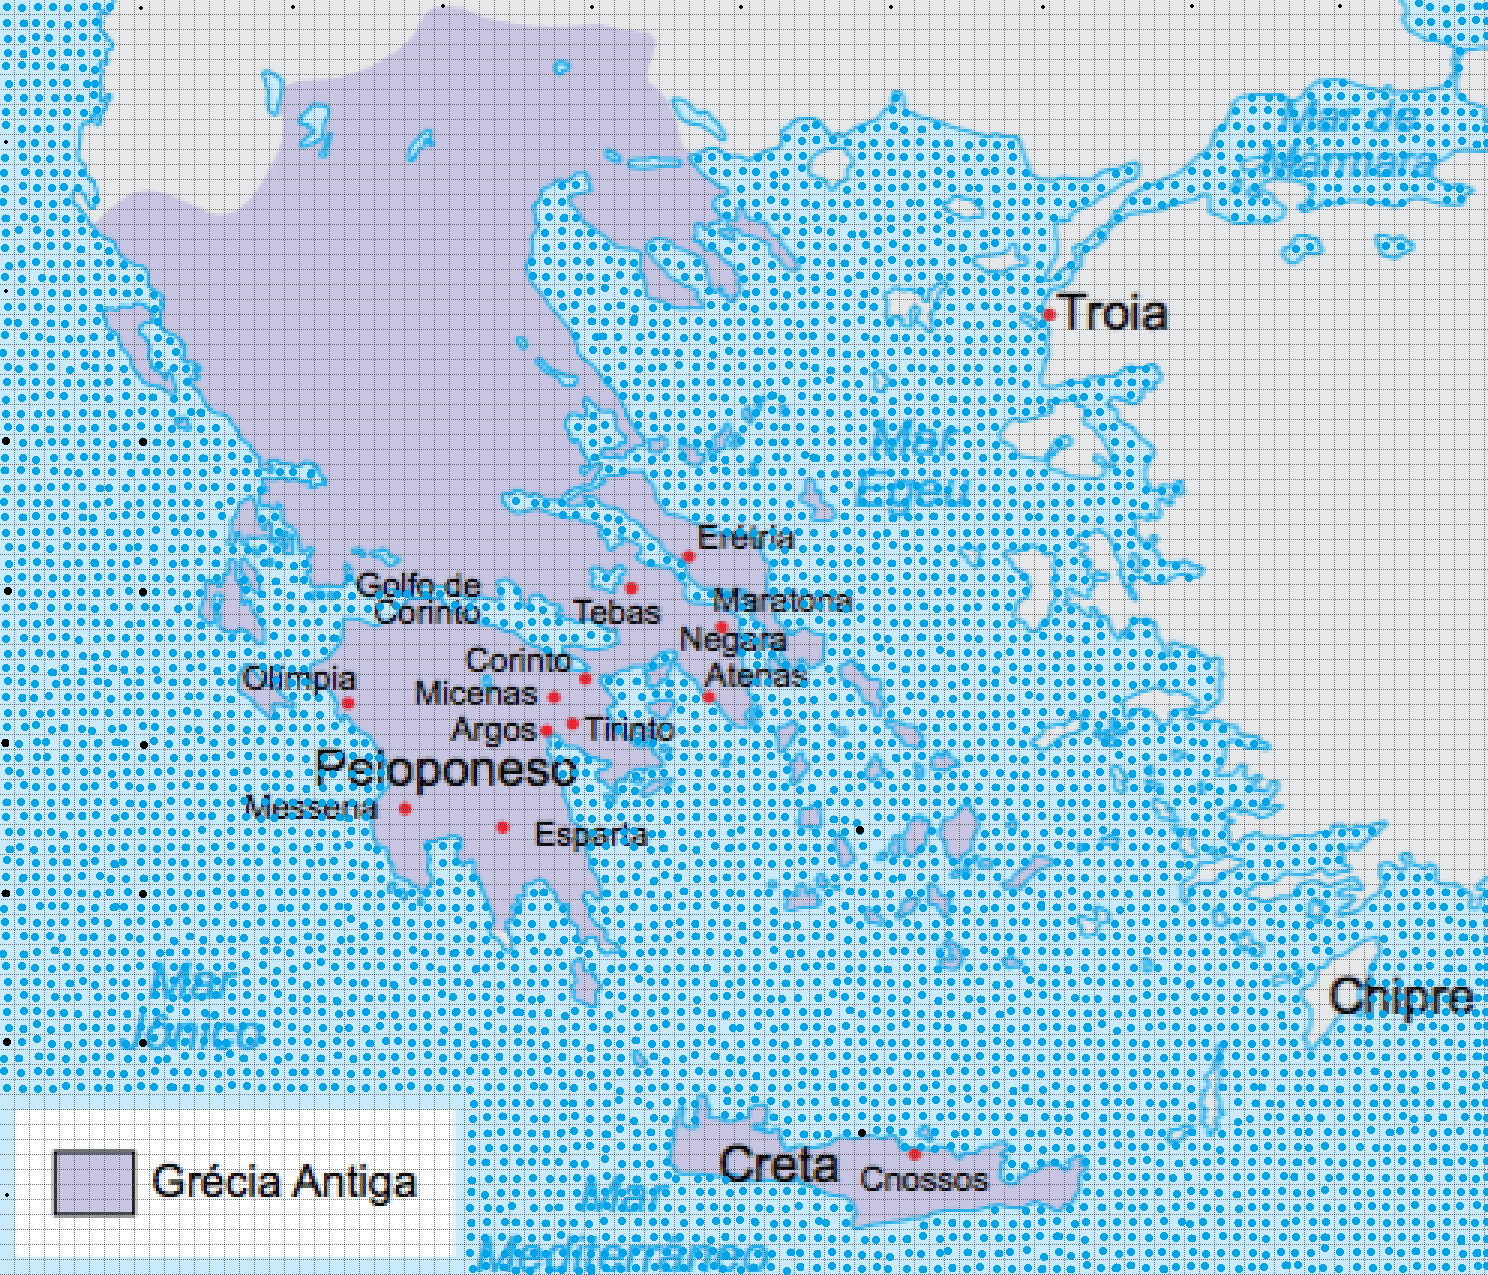 Mar de
Mármara
Troia
Mar
Egeu
Erétria
Golfo de
Corinto
Tebas
Maratona
Negara
Corinto
Atenas
Olimpia
Micenas
Argos
Tirinto
Peloponeso
Messena
Esparta
Mar
Jônico
Chipre
Creta
Cnossos
Grécia Antiga
Mar
Mediterrâneo